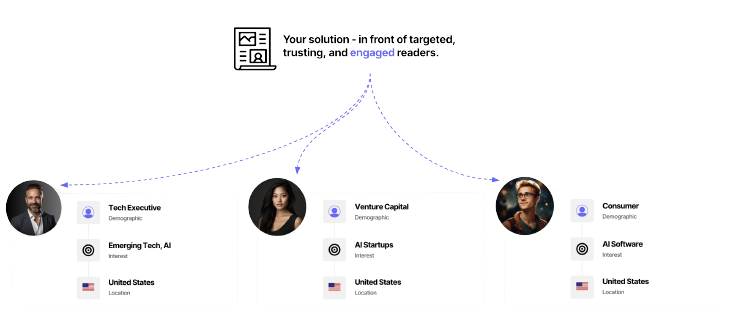 Your solution - in front of targeted,
trusting, and engaged readers.
Tech Executive
Demographic
Emerging Tech, AI
Interest
United States
Location
Venture Capital
Demographic
AI Startups
Interest
United States
Location
Consumer
Demographic
AI Software
Interest
United States
Location